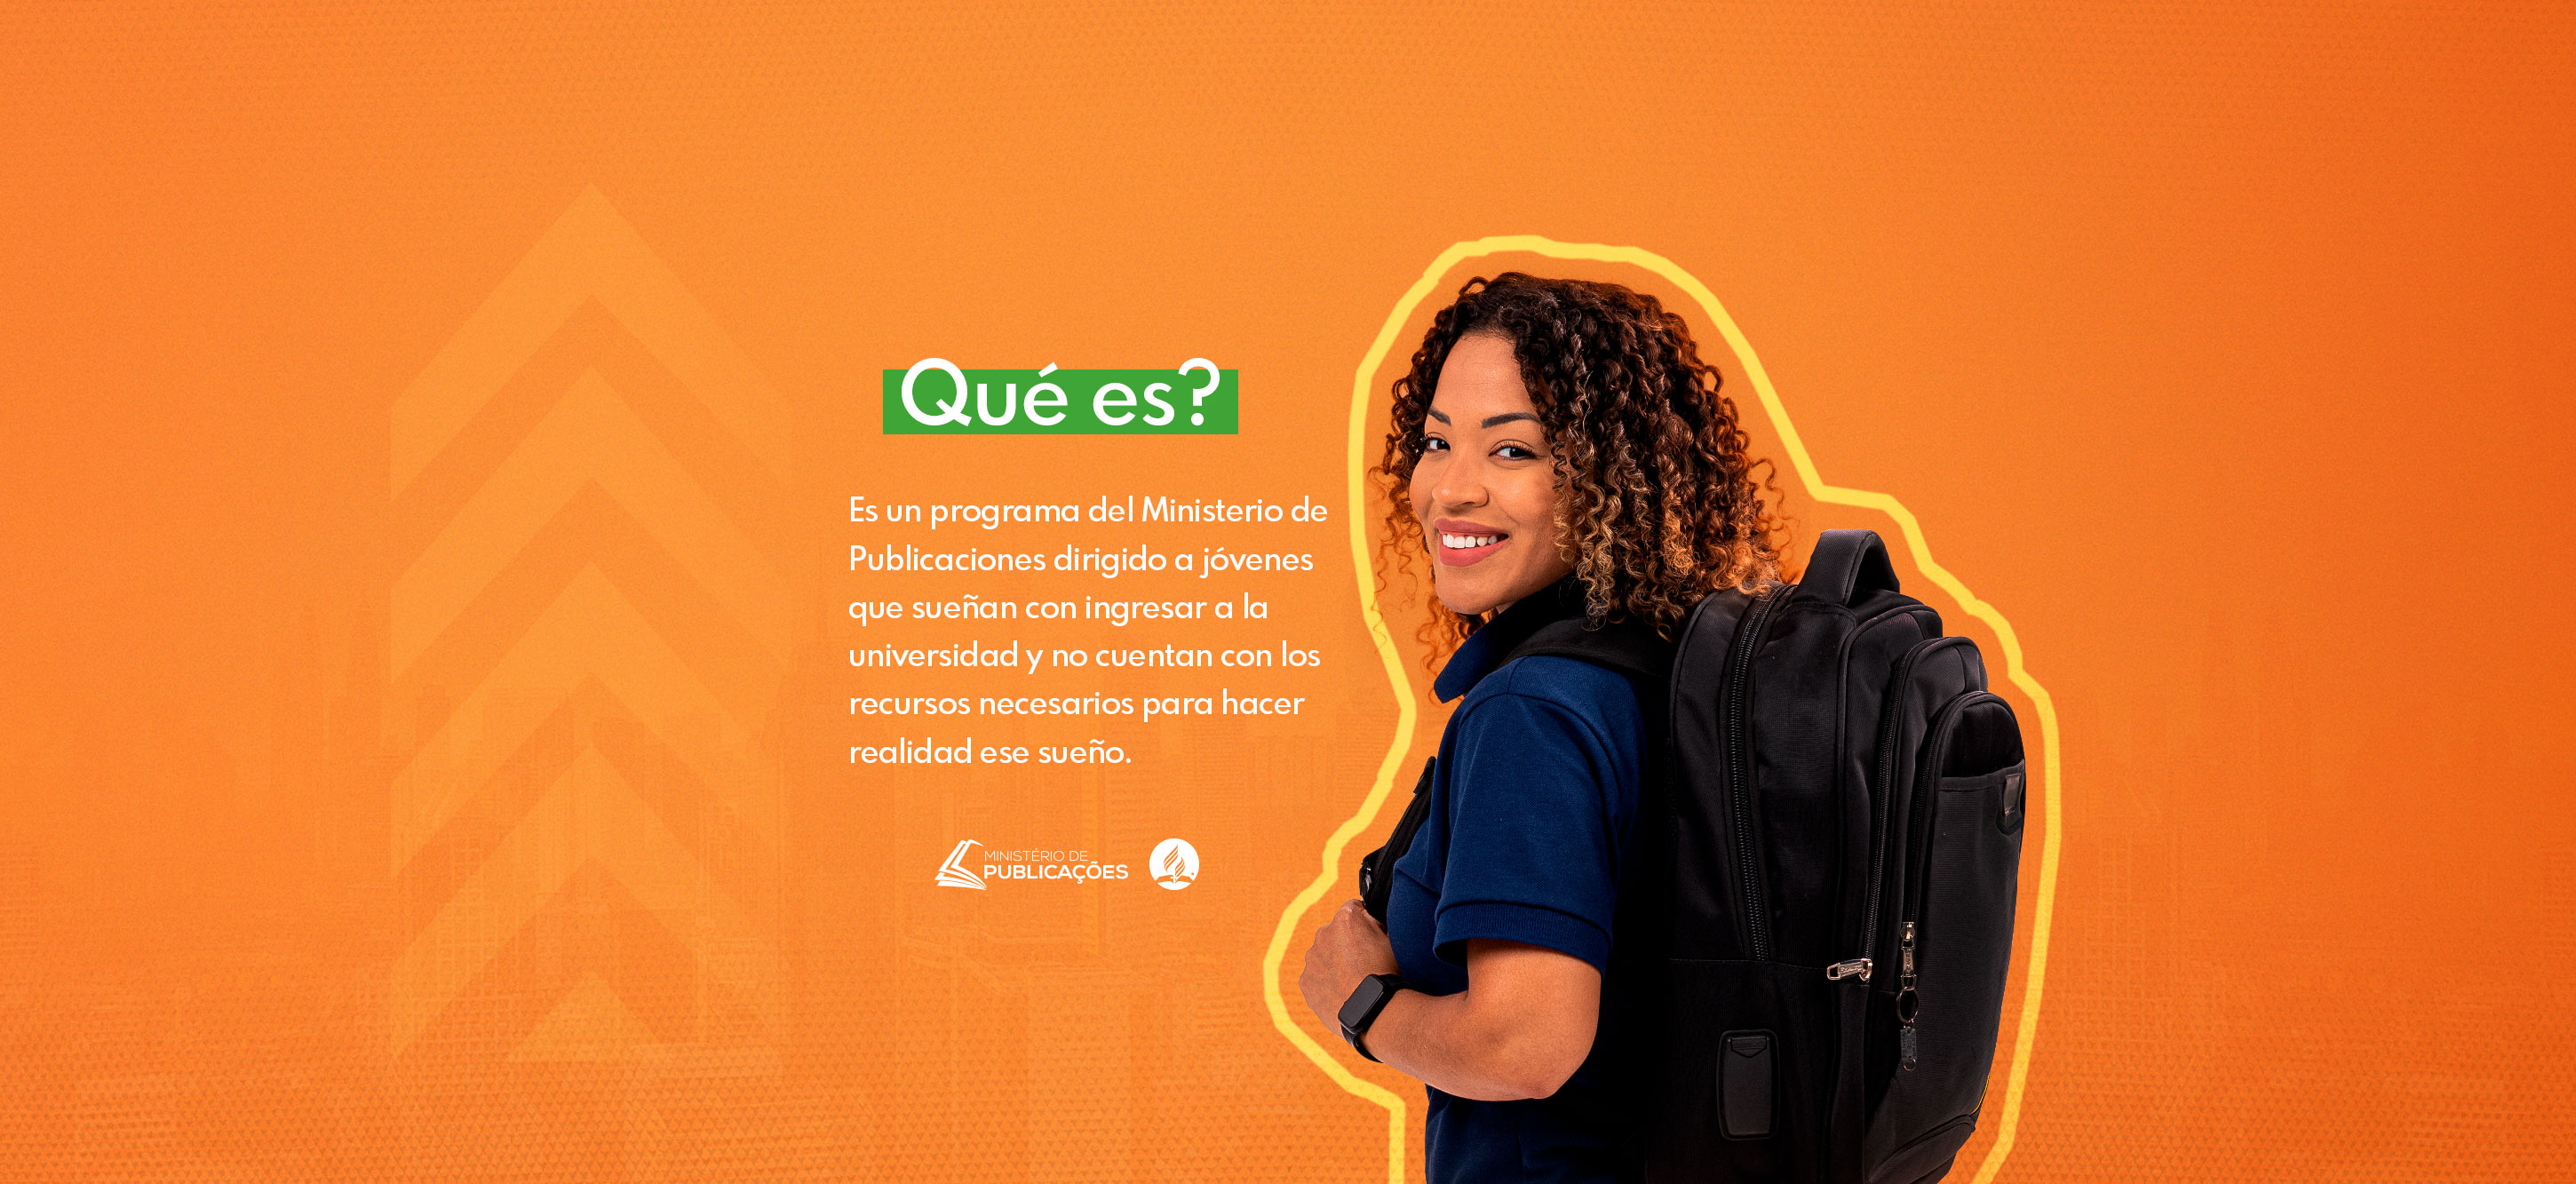 Qué es?
Es un programa del Ministerio de
Publicaciones dirigido a jóvenes
que sueñan con ingresar a la
universidad y no cuentan con los
recursos necesarios para hacer
realidad ese sueño.
MINISTÉRIO DE
PUBLICAÇÕES